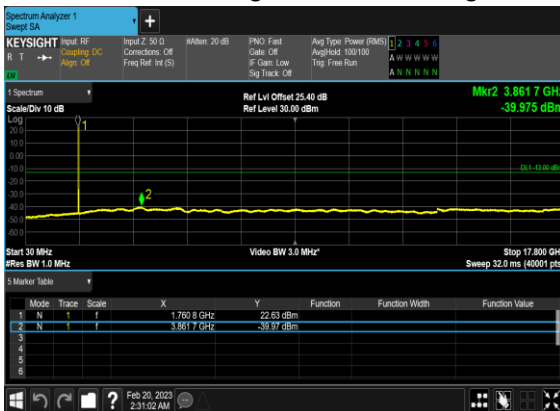 Spectrum Analyzer 1
Swept SA
KEYSIGHT
R T
LV
Input: RF
Coupling: DC
Align: Off
Input Z: 50 Ω
Corrections: Off
Freq Ref: Int (S)
#Atten: 20 dB
PNO: Fast
Gate: Off
IF Gain: Low
Sig Track: Off
Avg Type: Power (RMS)
Avg|Hold: 100/100
Trig: Free Run
1 2 3 4 5 6
A W W W W W
A N N N N N
1 Spectrum
Scale/Div 10 dB
Ref Lvl Offset 25.40 dB
Ref Level 30.00 dBm
Mkr2 3.861 7 GHz
-39.975 dBm
Log
20.0
10.0
0.00
-10.0
-20.0
-30.0
-40.0
-50.0
-60.0
1
2
DL1 -13.00 dBm
Start 30 MHz
#Res BW 1.0 MHz
Video BW 3.0 MHz*
Stop 17.800 GH
Sweep 32.0 ms (40001 pts
5 Marker Table
Mode Trace Scale X Y Function Function Width Function Value
1 N 1 f 1.760 8 GHz 22.63 dBm
2 N 1 f 3.861 7 GHz -39.97 dBm
3
4
5
6
?
Feb 20, 2023
2:31:02 AM